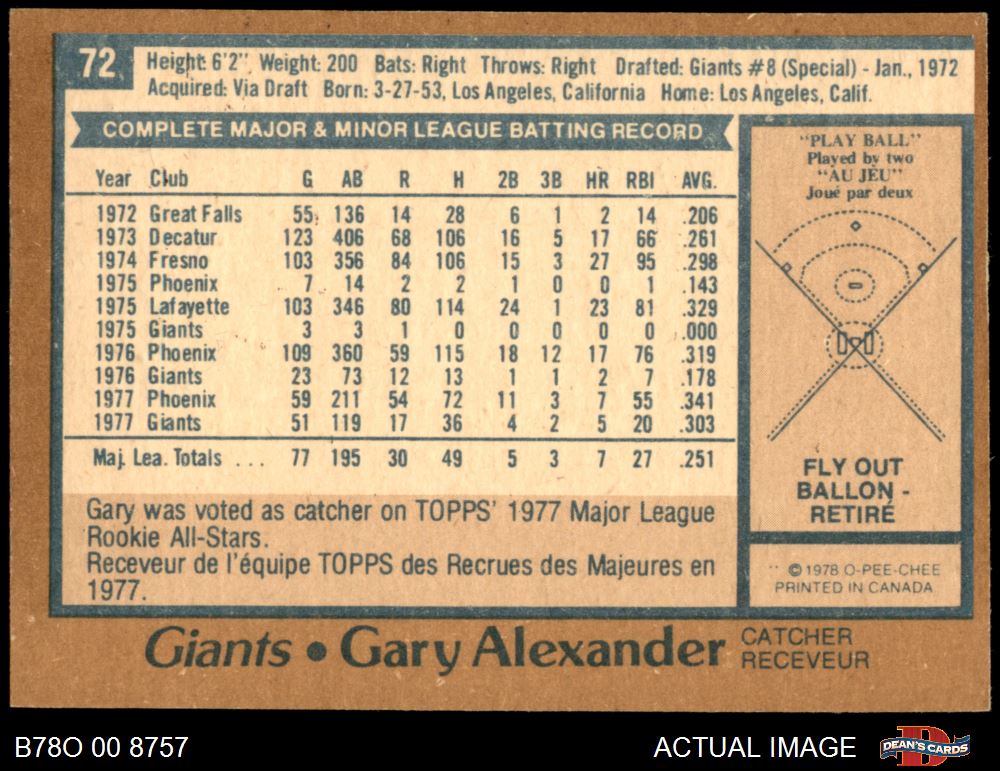 72
Height: 6'2" Weight: 200 Bats: Right Throws: Right Drafted: Giants #8 (Special) - Jan., 1972
Acquired: Via Draft Born: 3-27-53, Los Angeles, California Home: Los Angeles, Calif.
COMPLETE MAJOR & MINOR LEAGUE BATTING RECORD
Year Club G AB R H 2B 3B HR RBI AVG.
1972 Great Falls 55 136 14 28 6 1 2 14 .206
1973 Decatur 123 406 68 106 16 5 17 66 .261
1974 Fresno 103 356 84 106 15 3 27 95 .298
1975 Phoenix 7 14 2 2 1 0 0 1 .143
1975 Lafayette 103 346 80 114 24 1 23 81 .329
1975 Giants 3 3 1 0 0 0 0 0 .000
1976 Phoenix 109 360 59 115 18 12 17 76 .319
1976 Giants 23 73 12 13 1 1 2 7 .178
1977 Phoenix 59 211 54 72 11 3 7 55 .341
1977 Giants 51 119 17 36 4 2 5 20 .303
Maj. Lea. Totals ... 77 195 30 49 5 3 7 27 .251
Gary was voted as catcher on TOPPS' 1977 Major League
Rookie All-Stars.
Receveur de l'équipe TOPPS des Recrues des Majeures en
1977.
"PLAY BALL"
Played by two
"AU JEU"
Joué par deux
FLY OUT
BALLON -
RETIRÉ
© 1978 O-PEE-CHEE
PRINTED IN CANADA
Giants • Gary Alexander
CATCHER
RECEVEUR
B78O 00 8757
ACTUAL IMAGE
DEAN'S CARDS